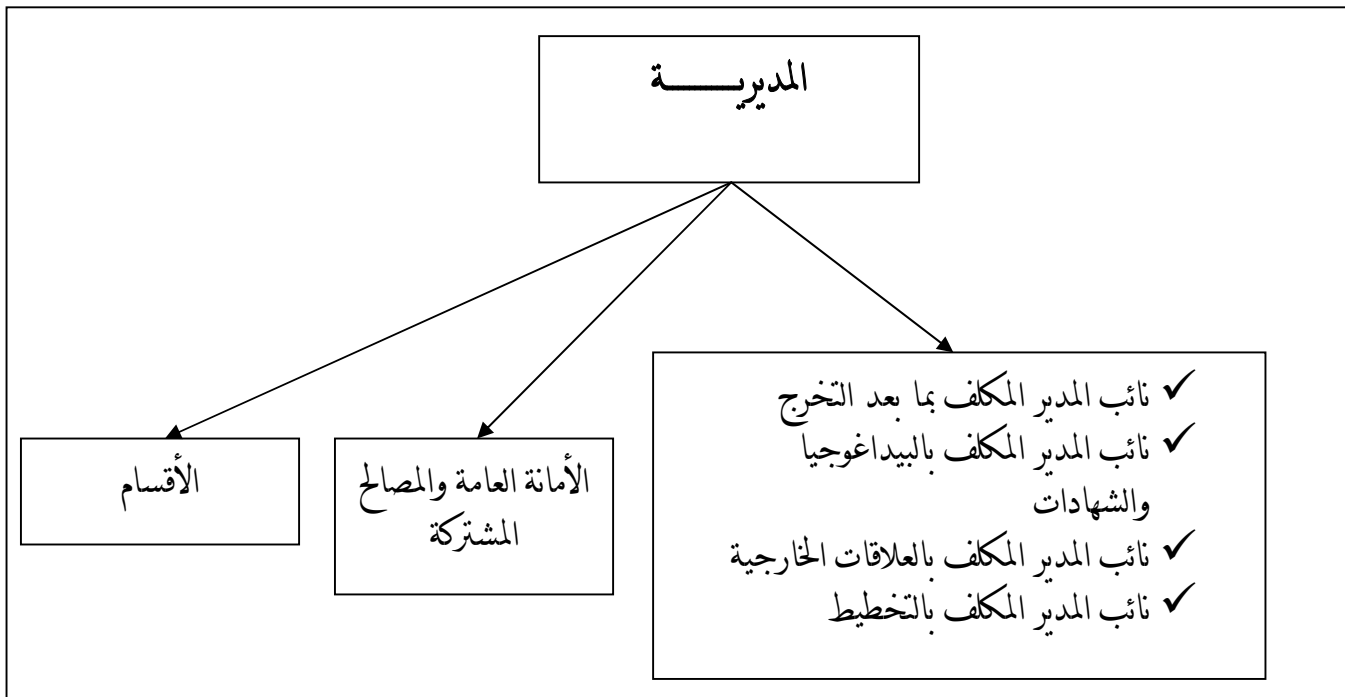 المديريـــــــة
✓ نائب المدير المكلف بما بعد التخرج
✓ نائب المدير المكلف بالبيداغوجيا
والشهادات
✓ نائب المدير المكلف بالعلاقات الخارجية
✓ نائب المدير المكلف بالتخطيط
الأمانة العامة والمصالح
المشتركة
الأقسام